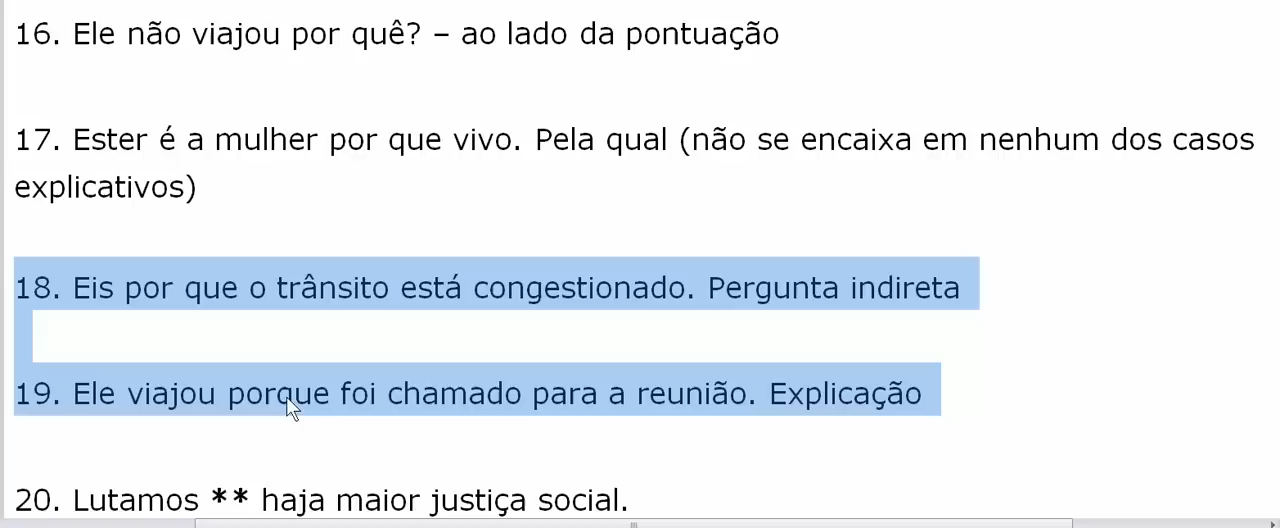 16. Ele não viajou por quê? – ao lado da pontuação
17. Ester é a mulher por que vivo. Pela qual (não se encaixa em nenhum dos casos
explicativos)
18. Eis por que o trânsito está congestionado. Pergunta indireta
19. Ele viajou porque foi chamado para a reunião. Explicação
20. Lutamos ** haja maior justiça social.